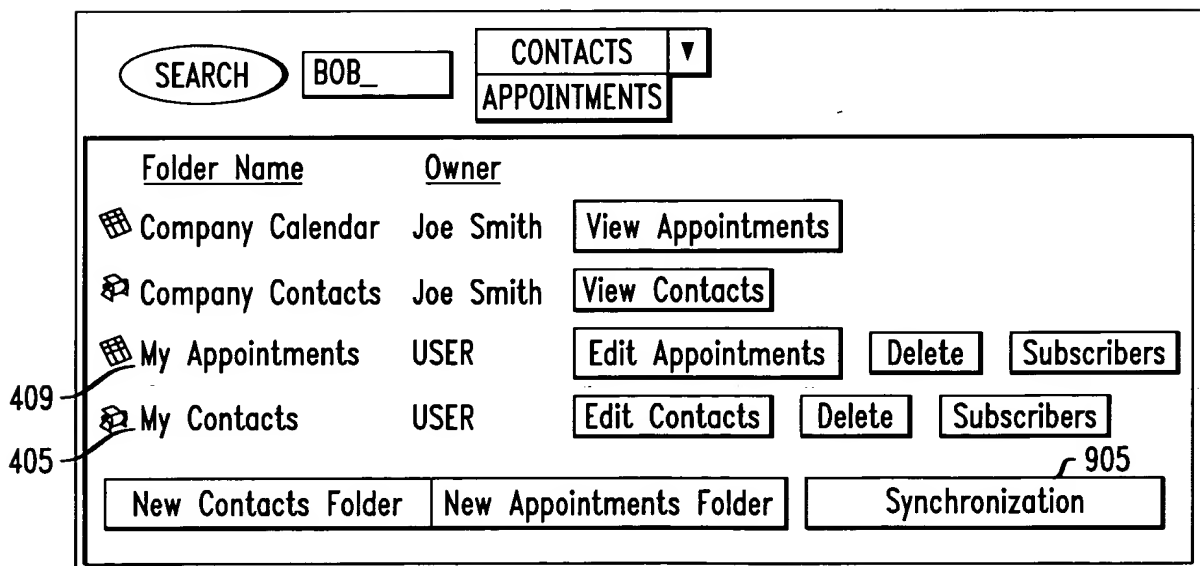 SEARCH BOB_ CONTACTS ▼
APPOINTMENTS
Folder Name Owner
Company Calendar Joe Smith View Appointments
Company Contacts Joe Smith View Contacts
My Appointments USER Edit Appointments Delete Subscribers
409
My Contacts USER Edit Contacts Delete Subscribers
405
905
New Contacts Folder New Appointments Folder Synchronization